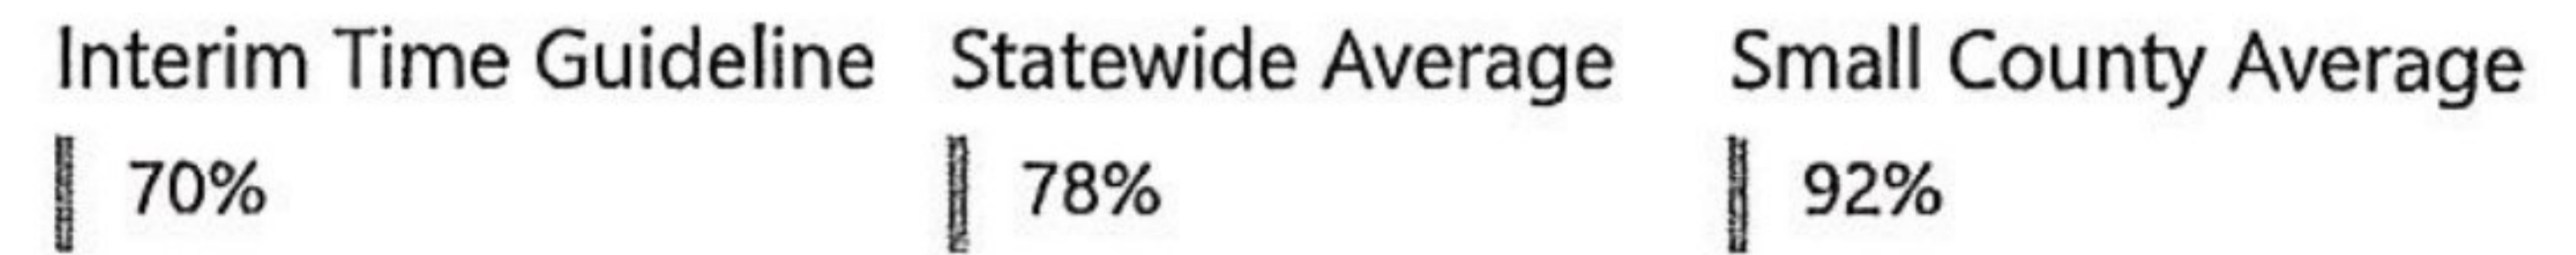 Interim Time Guideline Statewide Average Small County Average
70% 78% 92%